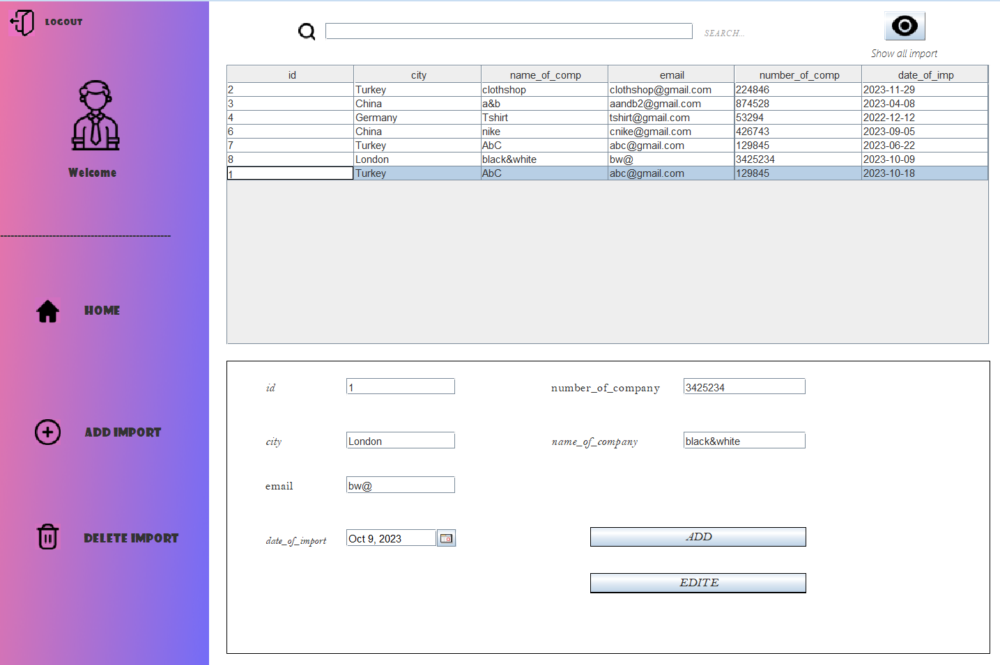 LOGOUT
Welcome
------------------------------------------------
HOME
ADD IMPORT
DELETE IMPORT
SEARCH...
Show all import
id city name_of_comp email number_of_comp date_of_imp
2 Turkey clothshop clothshop@gmail.com 224846 2023-11-29
3 China a&b aandb2@gmail.com 874528 2023-04-08
4 Germany Tshirt tshirt@gmail.com 53294 2022-12-12
6 China nike cnike@gmail.com 426743 2023-09-05
7 Turkey AbC abc@gmail.com 129845 2023-06-22
8 London black&white bw@ 3425234 2023-10-09
1 Turkey AbC abc@gmail.com 129845 2023-10-18
id 1 number_of_company 3425234
city London name_of_company black&white
email bw@
date_of_import Oct 9, 2023 ADD
EDITE